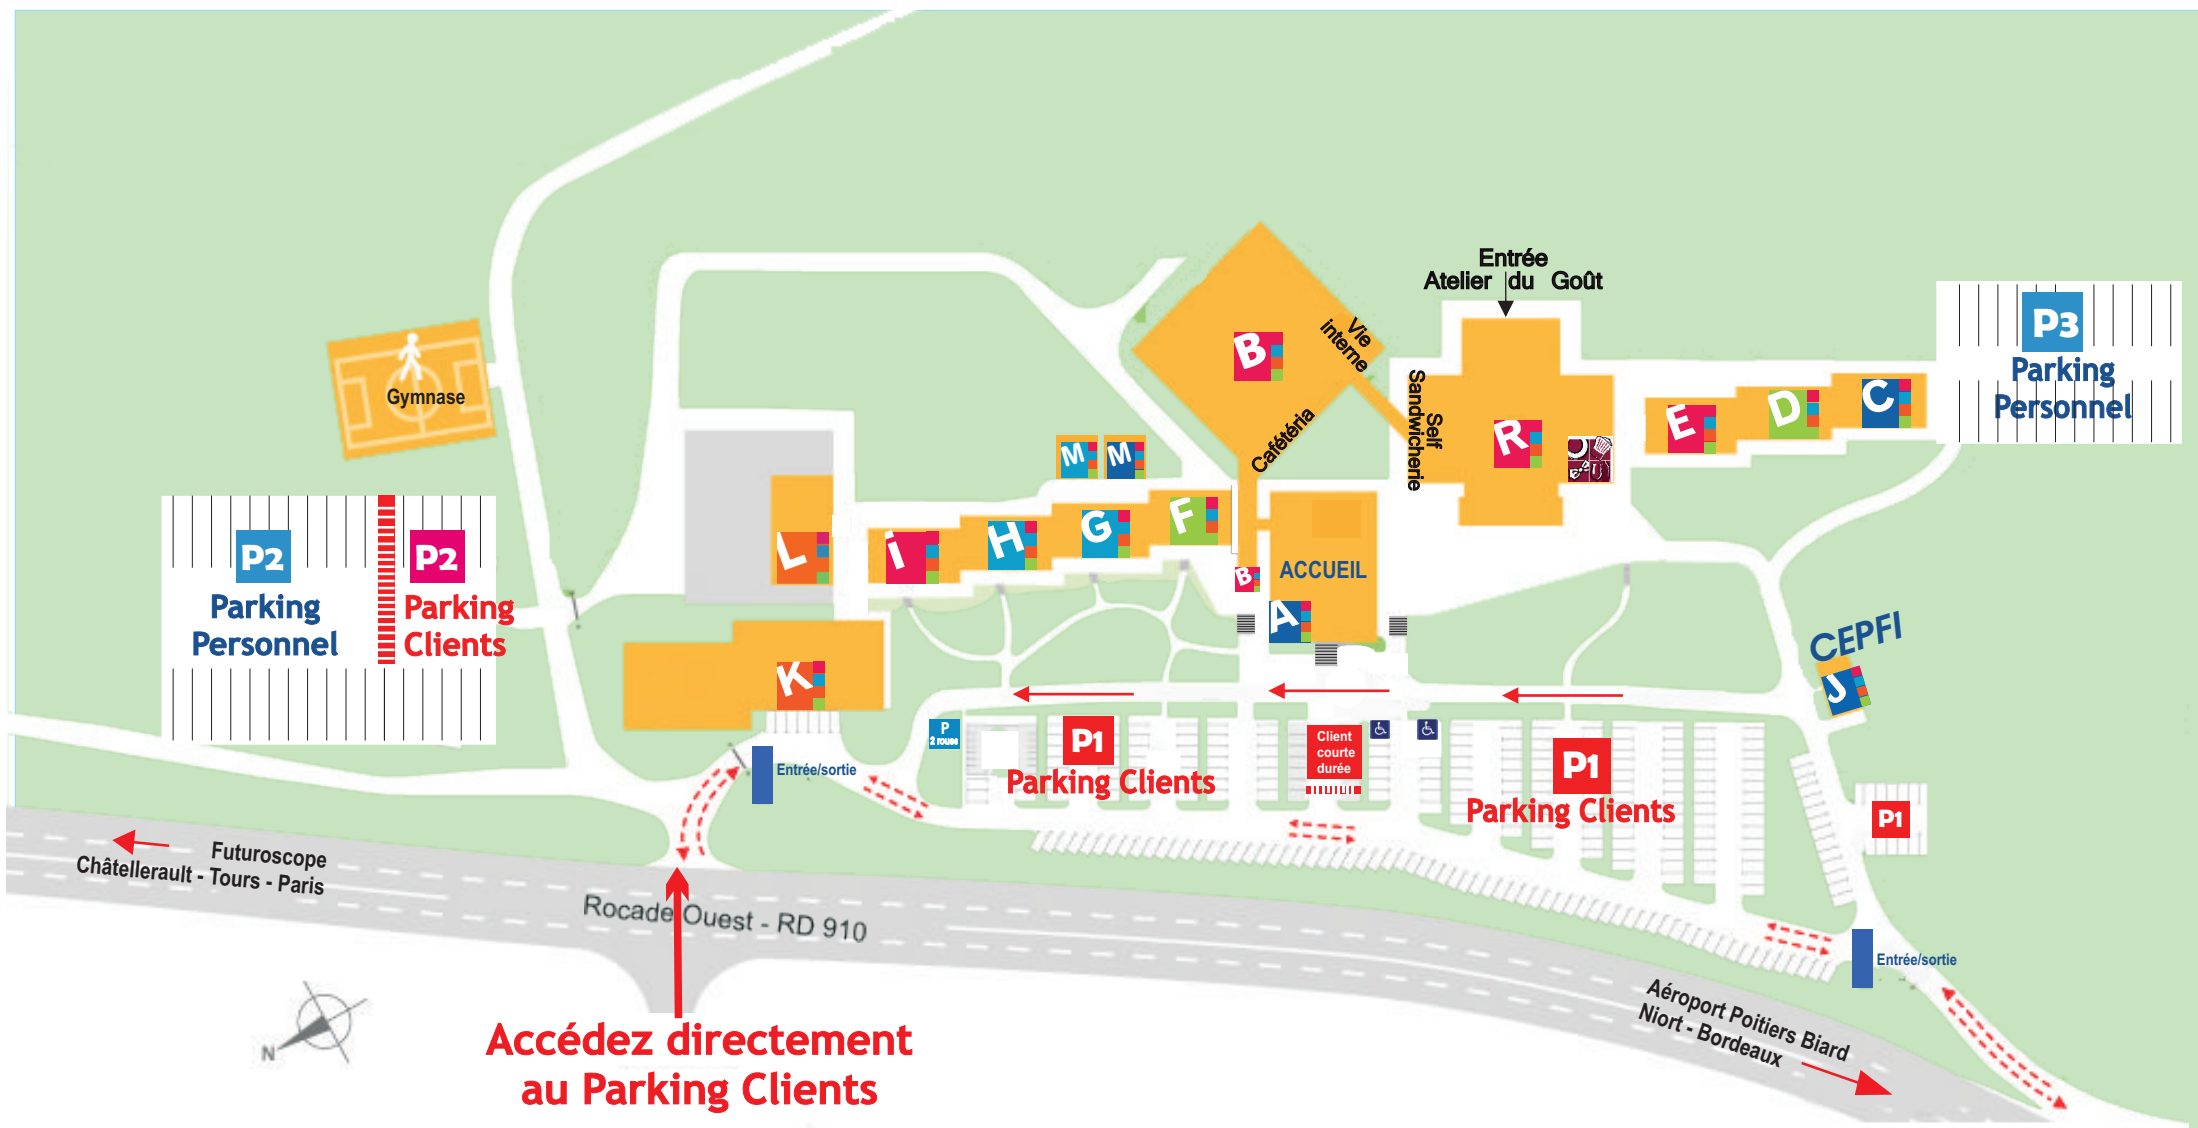 Entrée
Atelier du Goût
P3
Parking
Personnel
B
Vie
interne
Cafétéria
Self
Sandwicherie
R
E
D
C
Gymnase
M
M
P2
Parking
Personnel
P2
Parking
Clients
L
i
H
G
F
B
ACCUEIL
A
K
CEPFI
J
P
2 roues
P1
Parking Clients
Client
courte
durée
P1
Parking Clients
P1
Entrée/sortie
Entrée/sortie
Futuroscope
Châtellerault - Tours - Paris
Rocade Ouest - RD 910
Aéroport Poitiers Biard
Niort - Bordeaux
N
Accédez directement
au Parking Clients